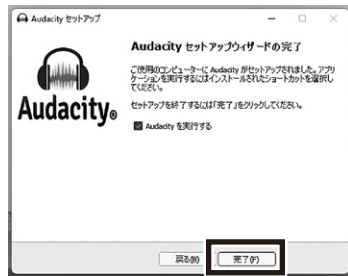 Audacity セットアップ
Audacity セットアップウィザードの完了
ご使用のコンピューターに Audacity がセットアップされました。アプリ
ケーションを実行するにはインストールされたショートカットを選択し
てください。
セットアップを終了するには「完了」をクリックしてください。
Audacity を実行する
Audacity®
戻る(B)
完了(F)